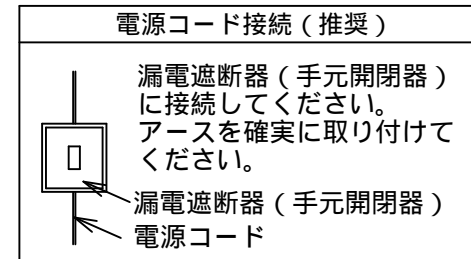 電源コード接続（推奨）
漏電遮断器（手元開閉器）
に接続してください。
アースを確実に取り付けて
ください。
漏電遮断器（手元開閉器）
電源コード